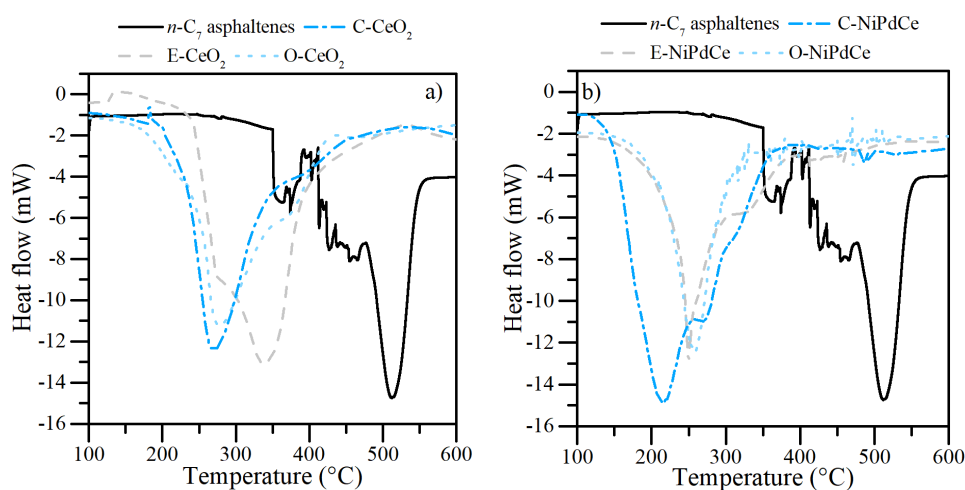 n-C7 asphaltenes C-CeO2
E-CeO2 O-CeO2
a)
0
-2
-4
-6
-8
-10
-12
-14
-16
Heat flow (mW)
100 200 300 400 500 600
Temperature (°C)
n-C7 asphaltenes C-NiPdCe
E-NiPdCe O-NiPdCe
b)
0
-2
-4
-6
-8
-10
-12
-14
-16
Heat flow (mW)
100 200 300 400 500 600
Temperature (°C)